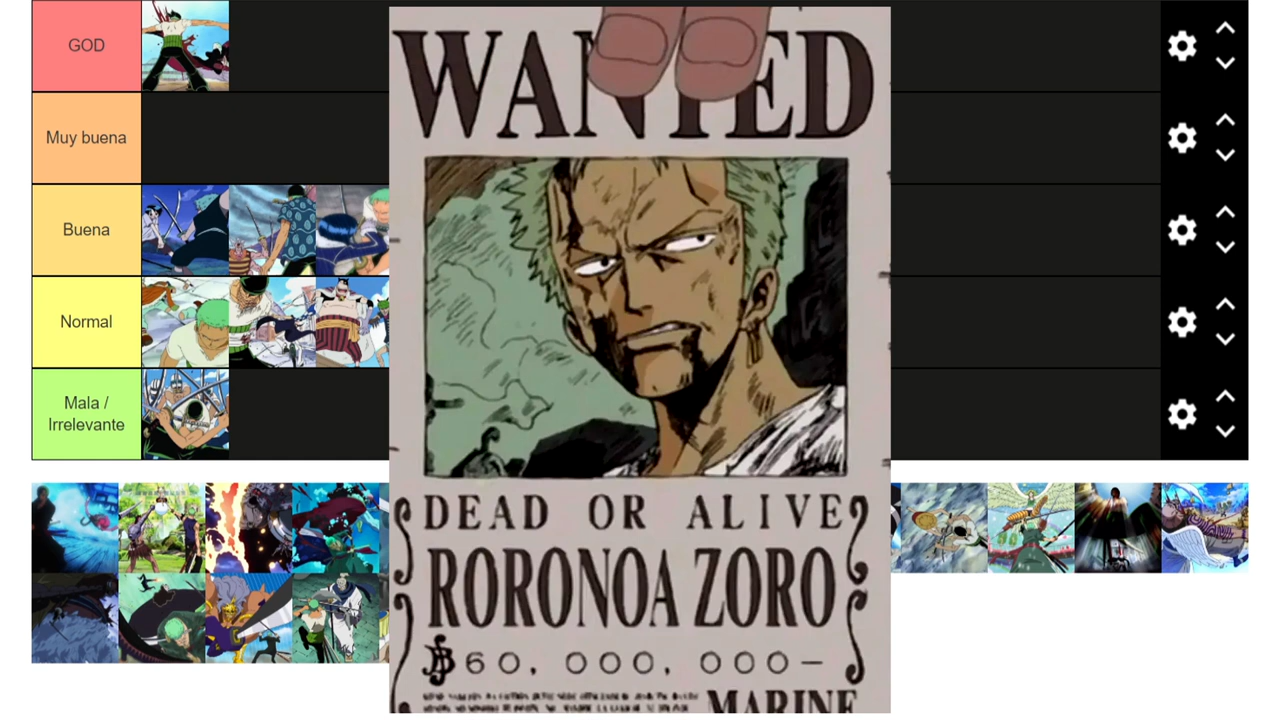 GOD
Muy buena
Buena
Normal
Mala /
Irrelevante
WANTED
DEAD OR ALIVE
RORONOA ZORO
฿60,000,000–
MARINE